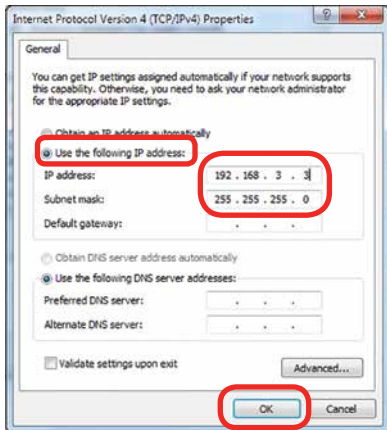 Internet Protocol Version 4 (TCP/IPv4) Properties
General
You can get IP settings assigned automatically if your network supports
this capability. Otherwise, you need to ask your network administrator
for the appropriate IP settings.
Obtain an IP address automatically
Use the following IP address:
IP address: 192 . 168 . 3 . 3
Subnet mask: 255 . 255 . 255 . 0
Default gateway: . . .
Obtain DNS server address automatically
Use the following DNS server addresses:
Preferred DNS server: . . .
Alternate DNS server: . . .
Validate settings upon exit
Advanced...
OK Cancel